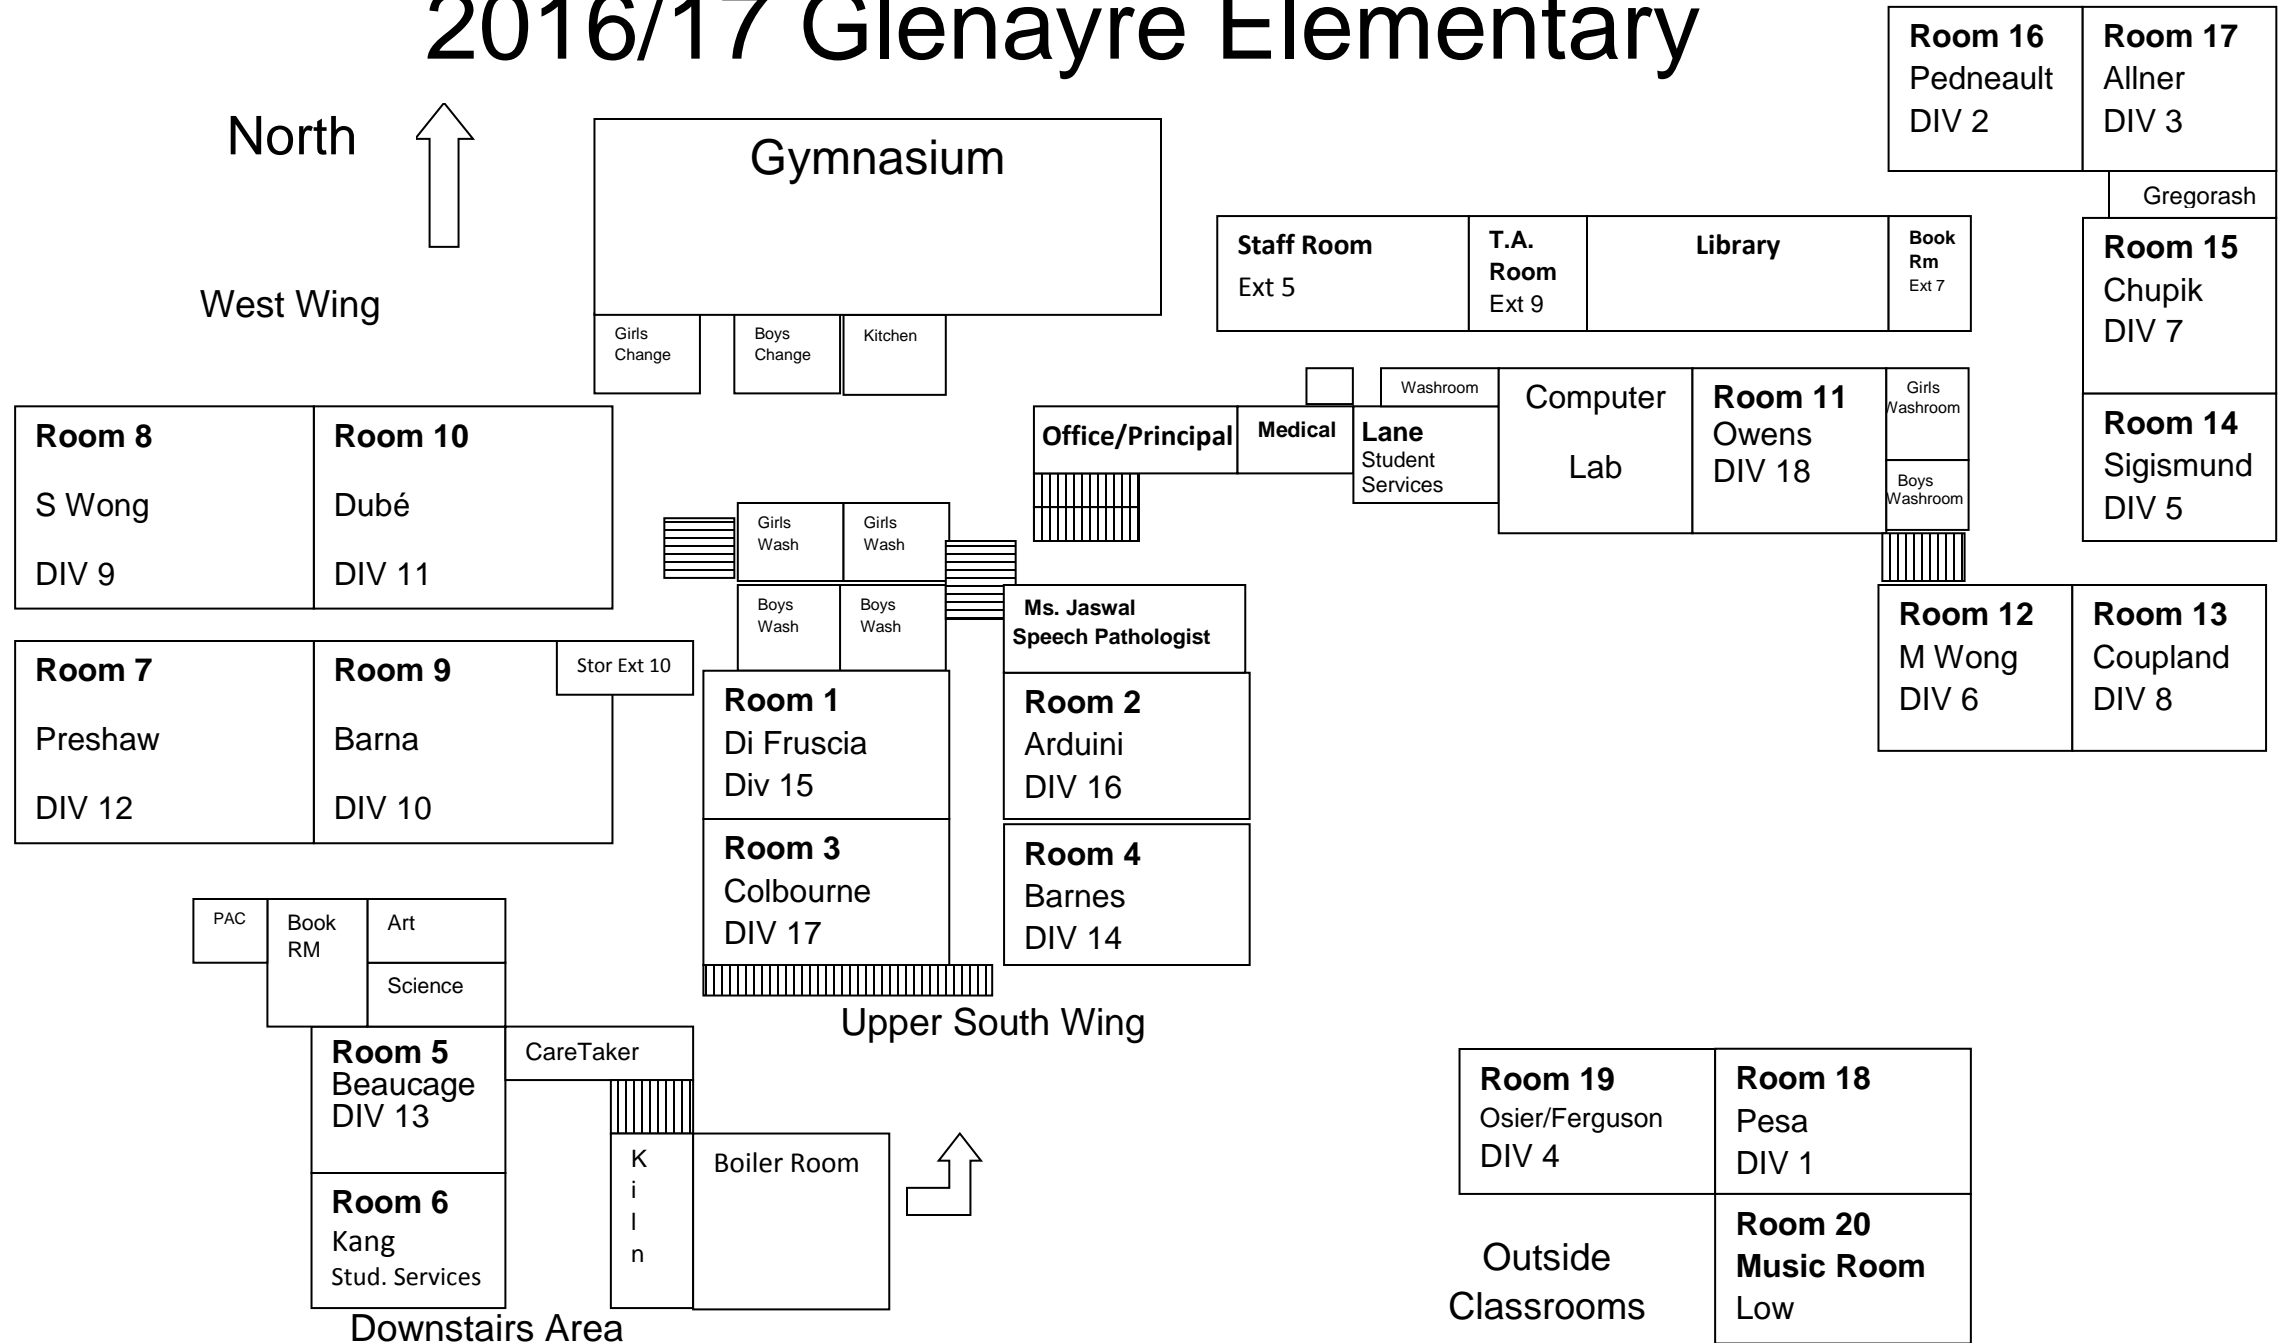 2016/17 Glenayre Elementary
North
West Wing
Gymnasium
Girls
Change
Boys
Change
Kitchen
Room 16
Pedneault
DIV 2
Room 17
Allner
DIV 3
Gregorash
Staff Room
Ext 5
T.A.
Room
Ext 9
Library
Book
Rm
Ext 7
Room 15
Chupik
DIV 7
Room 14
Sigismund
DIV 5
Office/Principal
Medical
Washroom
Lane
Student
Services
Computer
Lab
Room 11
Owens
DIV 18
Girls
Washroom
Boys
Washroom
Room 12
M Wong
DIV 6
Room 13
Coupland
DIV 8
Room 8
S Wong
DIV 9
Room 10
Dubé
DIV 11
Room 7
Preshaw
DIV 12
Room 9
Barna
DIV 10
Stor Ext 10
Girls
Wash
Girls
Wash
Boys
Wash
Boys
Wash
Ms. Jaswal
Speech Pathologist
Room 1
Di Fruscia
Div 15
Room 2
Arduini
DIV 16
Room 3
Colbourne
DIV 17
Room 4
Barnes
DIV 14
Upper South Wing
PAC
Book
RM
Art
Science
Room 5
Beaucage
DIV 13
CareTaker
Room 6
Kang
Stud. Services
K
i
l
n
Boiler Room
Downstairs Area
Room 19
Osier/Ferguson
DIV 4
Room 18
Pesa
DIV 1
Room 20
Music Room
Low
Outside
Classrooms